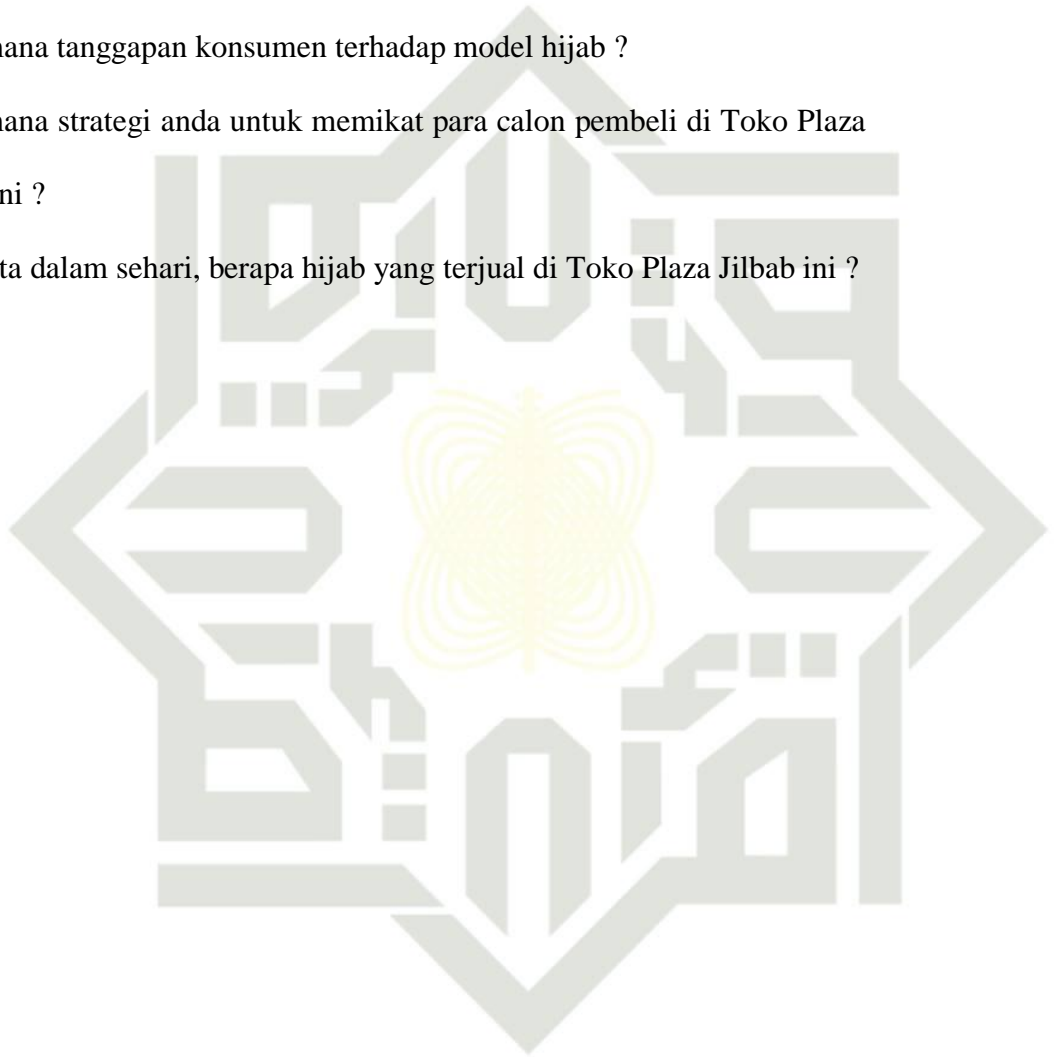 mana tanggapan konsumen terhadap model hijab ?
mana strategi anda untuk memikat para calon pembeli di Toko Plaza
ni ?
ta dalam sehari, berapa hijab yang terjual di Toko Plaza Jilbab ini ?